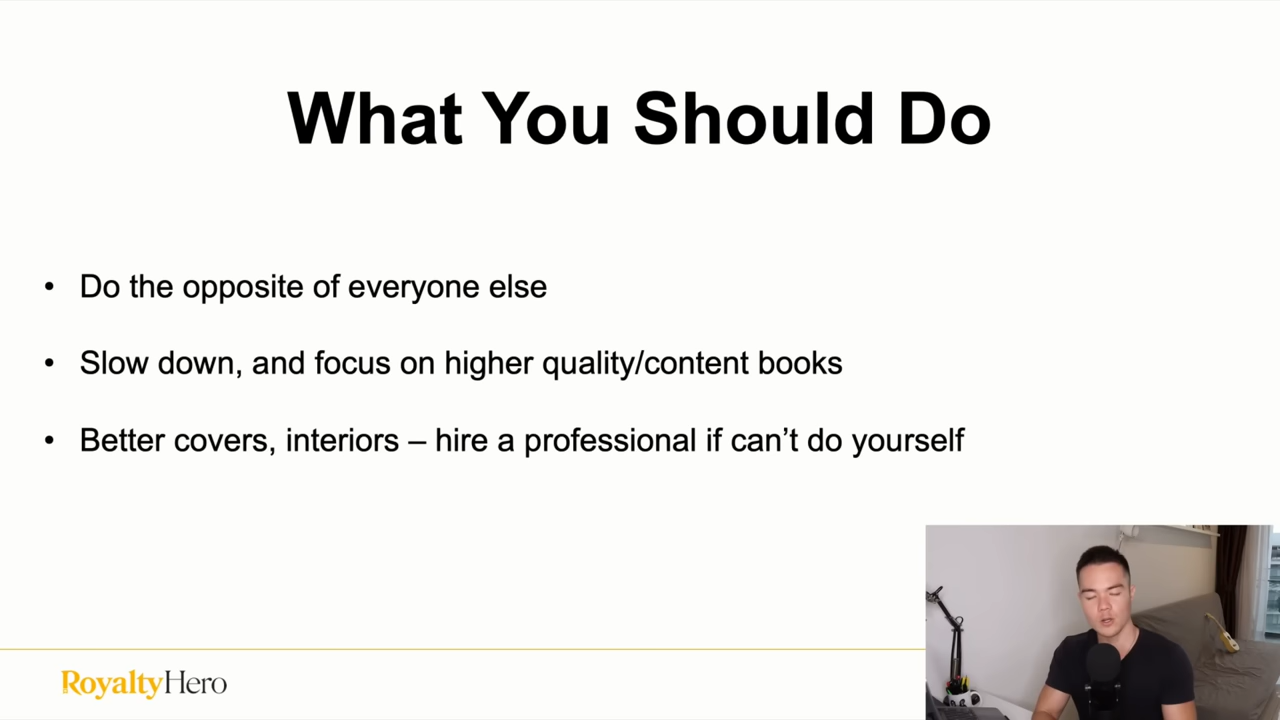 What You Should Do
• Do the opposite of everyone else
• Slow down, and focus on higher quality/content books
• Better covers, interiors – hire a professional if can’t do yourself
RoyaltyHero